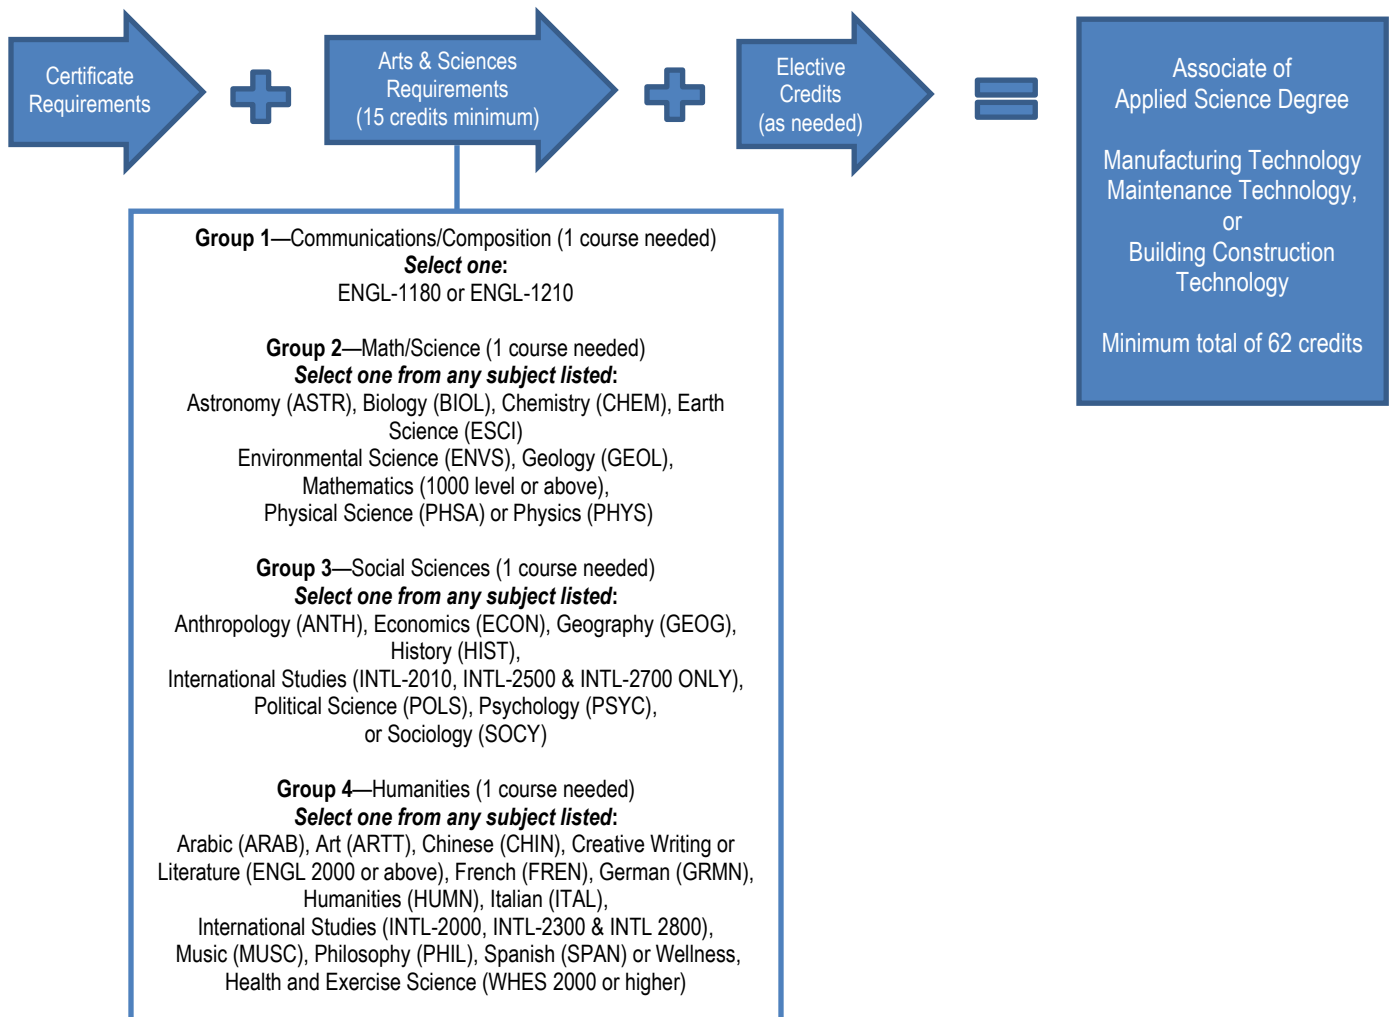 Certificate
Requirements
Arts & Sciences
Requirements
(15 credits minimum)
Elective
Credits
(as needed)
Associate of
Applied Science Degree
Manufacturing Technology
Maintenance Technology,
or
Building Construction
Technology
Minimum total of 62 credits
Group 1—Communications/Composition (1 course needed)
Select one:
ENGL-1180 or ENGL-1210
Group 2—Math/Science (1 course needed)
Select one from any subject listed:
Astronomy (ASTR), Biology (BIOL), Chemistry (CHEM), Earth
Science (ESCI)
Environmental Science (ENVS), Geology (GEOL),
Mathematics (1000 level or above),
Physical Science (PHSA) or Physics (PHYS)
Group 3—Social Sciences (1 course needed)
Select one from any subject listed:
Anthropology (ANTH), Economics (ECON), Geography (GEOG),
History (HIST),
International Studies (INTL-2010, INTL-2500 & INTL-2700 ONLY),
Political Science (POLS), Psychology (PSYC),
or Sociology (SOCY)
Group 4—Humanities (1 course needed)
Select one from any subject listed:
Arabic (ARAB), Art (ARTT), Chinese (CHIN), Creative Writing or
Literature (ENGL 2000 or above), French (FREN), German (GRMN),
Humanities (HUMN), Italian (ITAL),
International Studies (INTL-2000, INTL-2300 & INTL 2800),
Music (MUSC), Philosophy (PHIL), Spanish (SPAN) or Wellness,
Health and Exercise Science (WHES 2000 or higher)